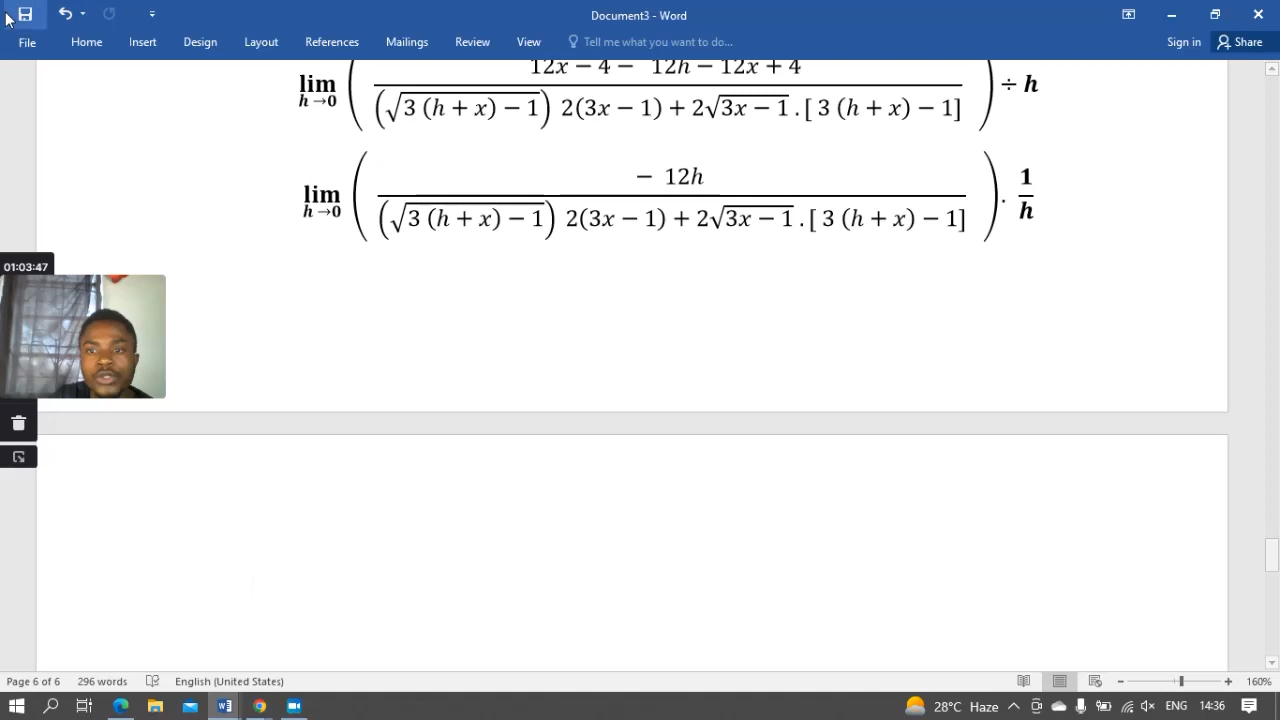 Document3 - Word
File Home Insert Design Layout References Mailings Review View Tell me what you want to do... Sign in Share
12x − 4 − 12h − 12x + 4
lim h→0 ( / (√3 (h + x) − 1) 2(3x − 1) + 2√3x − 1 . [ 3 (h + x) − 1] ) ÷ h
− 12h
lim h→0 ( / (√3 (h + x) − 1) 2(3x − 1) + 2√3x − 1 . [ 3 (h + x) − 1] ) . 1/h
01:03:47
Page 6 of 6 296 words English (United States) 160%
28°C Haze ENG 14:36